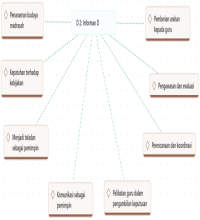 Penanaman budaya
madrasah
D.2: Informan D
Pemberian arahan
kepada guru
Kepatuhan terhadap
kebijakan
Pengawasan dan evaluasi
Menjadi teladan
sebagai pemimpin
Perencanaan dan koordinasi
Komunikasi sebagai
pemimpin
Pelibatan guru dalam
pengambilan keputusan